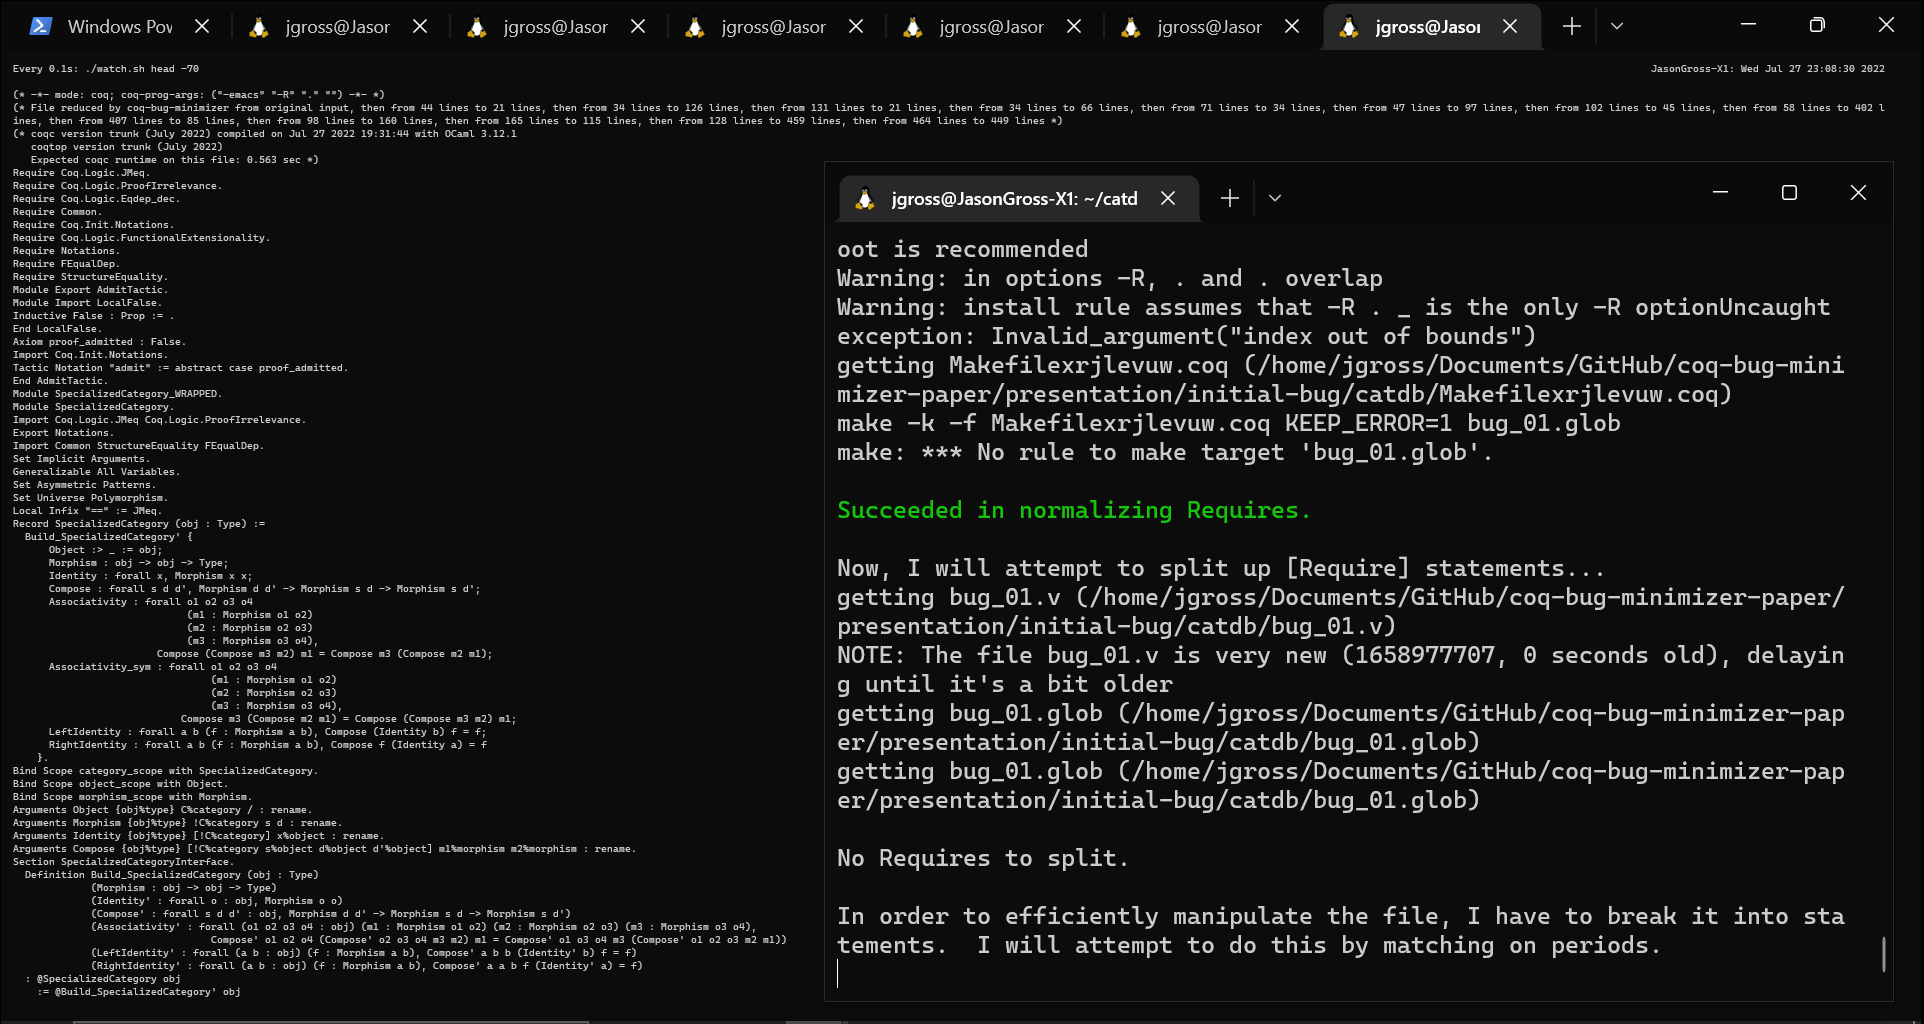 Windows Pov
jgross@Jasor
jgross@Jasor
jgross@Jasor
jgross@Jasor
jgross@Jasor
jgross@Jasor
Every 0.1s: ./watch.sh head -70
JasonGross-X1: Wed Jul 27 23:08:30 2022
(* -*- mode: coq; coq-prog-args: ("-emacs" "-R" "." "") -*- *)
(* File reduced by coq-bug-minimizer from original input, then from 44 lines to 21 lines, then from 34 lines to 126 lines, then from 131 lines to 21 lines, then from 34 lines to 66 lines, then from 71 lines to 34 lines, then from 47 lines to 97 lines, then from 102 lines to 45 lines, then from 58 lines to 402 l
ines, then from 407 lines to 85 lines, then from 98 lines to 160 lines, then from 165 lines to 115 lines, then from 128 lines to 459 lines, then from 464 lines to 449 lines *)
(* coqc version trunk (July 2022) compiled on Jul 27 2022 19:31:44 with OCaml 3.12.1
coqtop version trunk (July 2022)
Expected coqc runtime on this file: 0.563 sec *)
Require Coq.Logic.JMeq.
Require Coq.Logic.ProofIrrelevance.
Require Coq.Logic.Eqdep_dec.
Require Common.
Require Coq.Init.Notations.
Require Coq.Logic.FunctionalExtensionality.
Require Notations.
Require FEqualDep.
Require StructureEquality.
Module Export AdmitTactic.
Module Import LocalFalse.
Inductive False : Prop := .
End LocalFalse.
Axiom proof_admitted : False.
Import Coq.Init.Notations.
Tactic Notation "admit" := abstract case proof_admitted.
End AdmitTactic.
Module SpecializedCategory_WRAPPED.
Module SpecializedCategory.
Import Coq.Logic.JMeq Coq.Logic.ProofIrrelevance.
Export Notations.
Import Common StructureEquality FEqualDep.
Set Implicit Arguments.
Generalizable All Variables.
Set Asymmetric Patterns.
Set Universe Polymorphism.
Local Infix "==" := JMeq.
Record SpecializedCategory (obj : Type) :=
Build_SpecializedCategory' {
Object :> _ := obj;
Morphism : obj -> obj -> Type;
Identity : forall x, Morphism x x;
Compose : forall s d d', Morphism d d' -> Morphism s d -> Morphism s d';
Associativity : forall o1 o2 o3 o4
(m1 : Morphism o1 o2)
(m2 : Morphism o2 o3)
(m3 : Morphism o3 o4),
Compose (Compose m3 m2) m1 = Compose m3 (Compose m2 m1);
Associativity_sym : forall o1 o2 o3 o4
(m1 : Morphism o1 o2)
(m2 : Morphism o2 o3)
(m3 : Morphism o3 o4),
Compose m3 (Compose m2 m1) = Compose (Compose m3 m2) m1;
LeftIdentity : forall a b (f : Morphism a b), Compose (Identity b) f = f;
RightIdentity : forall a b (f : Morphism a b), Compose f (Identity a) = f
}.
Bind Scope category_scope with SpecializedCategory.
Bind Scope object_scope with Object.
Bind Scope morphism_scope with Morphism.
Arguments Object {obj%type} C%category / : rename.
Arguments Morphism {obj%type} !C%category s d : rename.
Arguments Identity {obj%type} [!C%category] x%object : rename.
Arguments Compose {obj%type} [!C%category s%object d%object d'%object] m1%morphism m2%morphism : rename.
Section SpecializedCategoryInterface.
Definition Build_SpecializedCategory (obj : Type)
(Morphism : obj -> obj -> Type)
(Identity' : forall o : obj, Morphism o o)
(Compose' : forall s d d' : obj, Morphism d d' -> Morphism s d -> Morphism s d')
(Associativity' : forall (o1 o2 o3 o4 : obj) (m1 : Morphism o1 o2) (m2 : Morphism o2 o3) (m3 : Morphism o3 o4),
Compose' o1 o2 o4 (Compose' o2 o3 o4 m3 m2) m1 = Compose' o1 o3 o4 m3 (Compose' o1 o2 o3 m2 m1))
(LeftIdentity' : forall (a b : obj) (f : Morphism a b), Compose' a b b (Identity' b) f = f)
(RightIdentity' : forall (a b : obj) (f : Morphism a b), Compose' a a b f (Identity' a) = f)
: @SpecializedCategory obj
:= @Build_SpecializedCategory' obj
jgross@JasonGross-X1: ~/catd
oot is recommended
Warning: in options -R, . and . overlap
Warning: install rule assumes that -R . _ is the only -R optionUncaught
exception: Invalid_argument("index out of bounds")
getting Makefilexrjlevuw.coq (/home/jgross/Documents/GitHub/coq-bug-mini
mizer-paper/presentation/initial-bug/catdb/Makefilexrjlevuw.coq)
make -k -f Makefilexrjlevuw.coq KEEP_ERROR=1 bug_01.glob
make: *** No rule to make target 'bug_01.glob'.
Succeeded in normalizing Requires.
Now, I will attempt to split up [Require] statements...
getting bug_01.v (/home/jgross/Documents/GitHub/coq-bug-minimizer-paper/
presentation/initial-bug/catdb/bug_01.v)
NOTE: The file bug_01.v is very new (1658977707, 0 seconds old), delayin
g until it's a bit older
getting bug_01.glob (/home/jgross/Documents/GitHub/coq-bug-minimizer-pap
er/presentation/initial-bug/catdb/bug_01.glob)
getting bug_01.glob (/home/jgross/Documents/GitHub/coq-bug-minimizer-pap
er/presentation/initial-bug/catdb/bug_01.glob)
No Requires to split.
In order to efficiently manipulate the file, I have to break it into sta
tements.  I will attempt to do this by matching on periods.